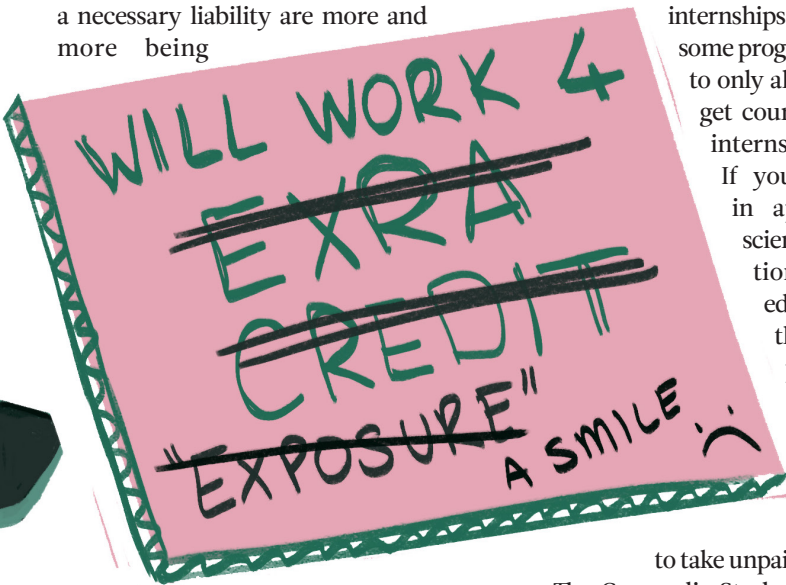 a necessary liability are more and
more being
WILL WORK 4
EXRA
CREDIT
"EXPOSURE"
A SMILE :(
internships
some prog
to only al
get cour
interns
If you
in a
scien
tion
ed
th
to take unpai